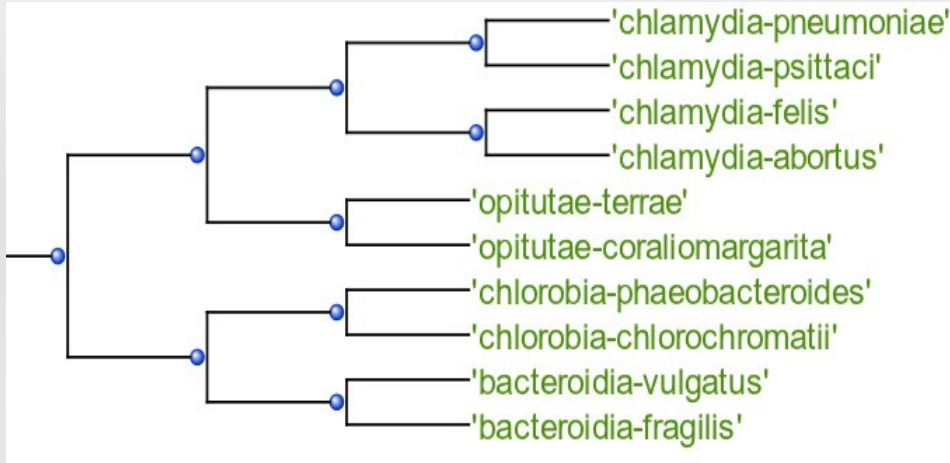 'chlamydia-pneumoniae'
'chlamydia-psittaci'
'chlamydia-felis'
'chlamydia-abortus'
'opitutae-terrae'
'opitutae-coraliomargarita'
'chlorobia-phaeobacteroides'
'chlorobia-chlorochromatii'
'bacteroidia-vulgatus'
'bacteroidia-fragilis'